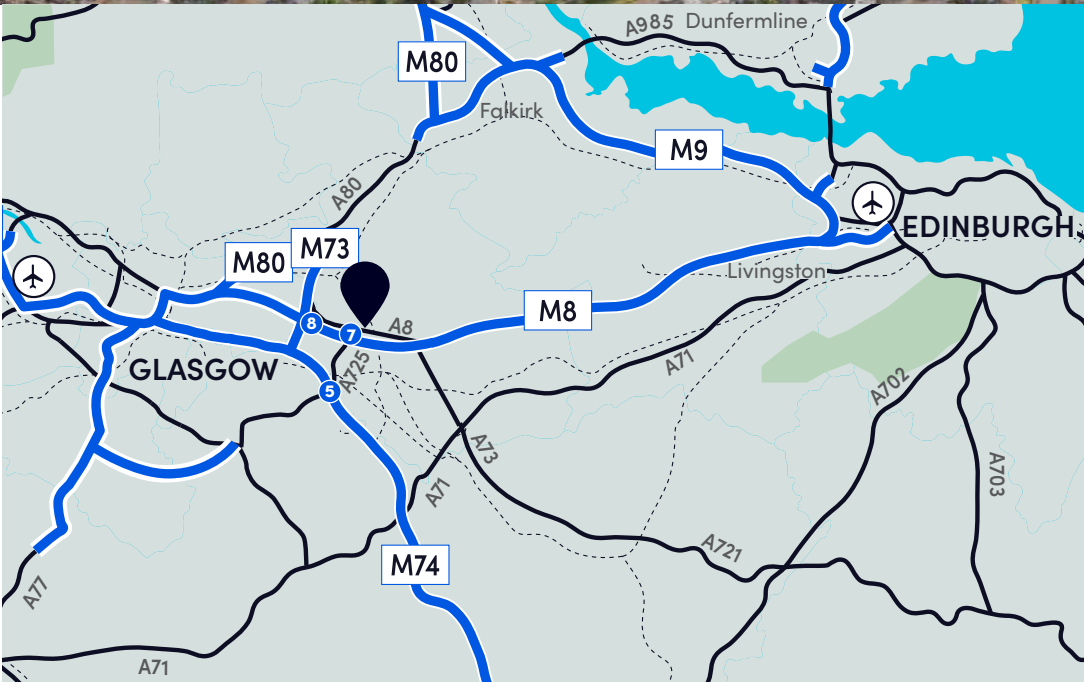 A985 Dunfermline
M80
Falkirk
M9
A80
EDINBURGH
M73
M80
Livingston
M8
8
7
A8
A725
GLASGOW
5
A71
A702
A73
A703
A71
A721
M74
A77
A71